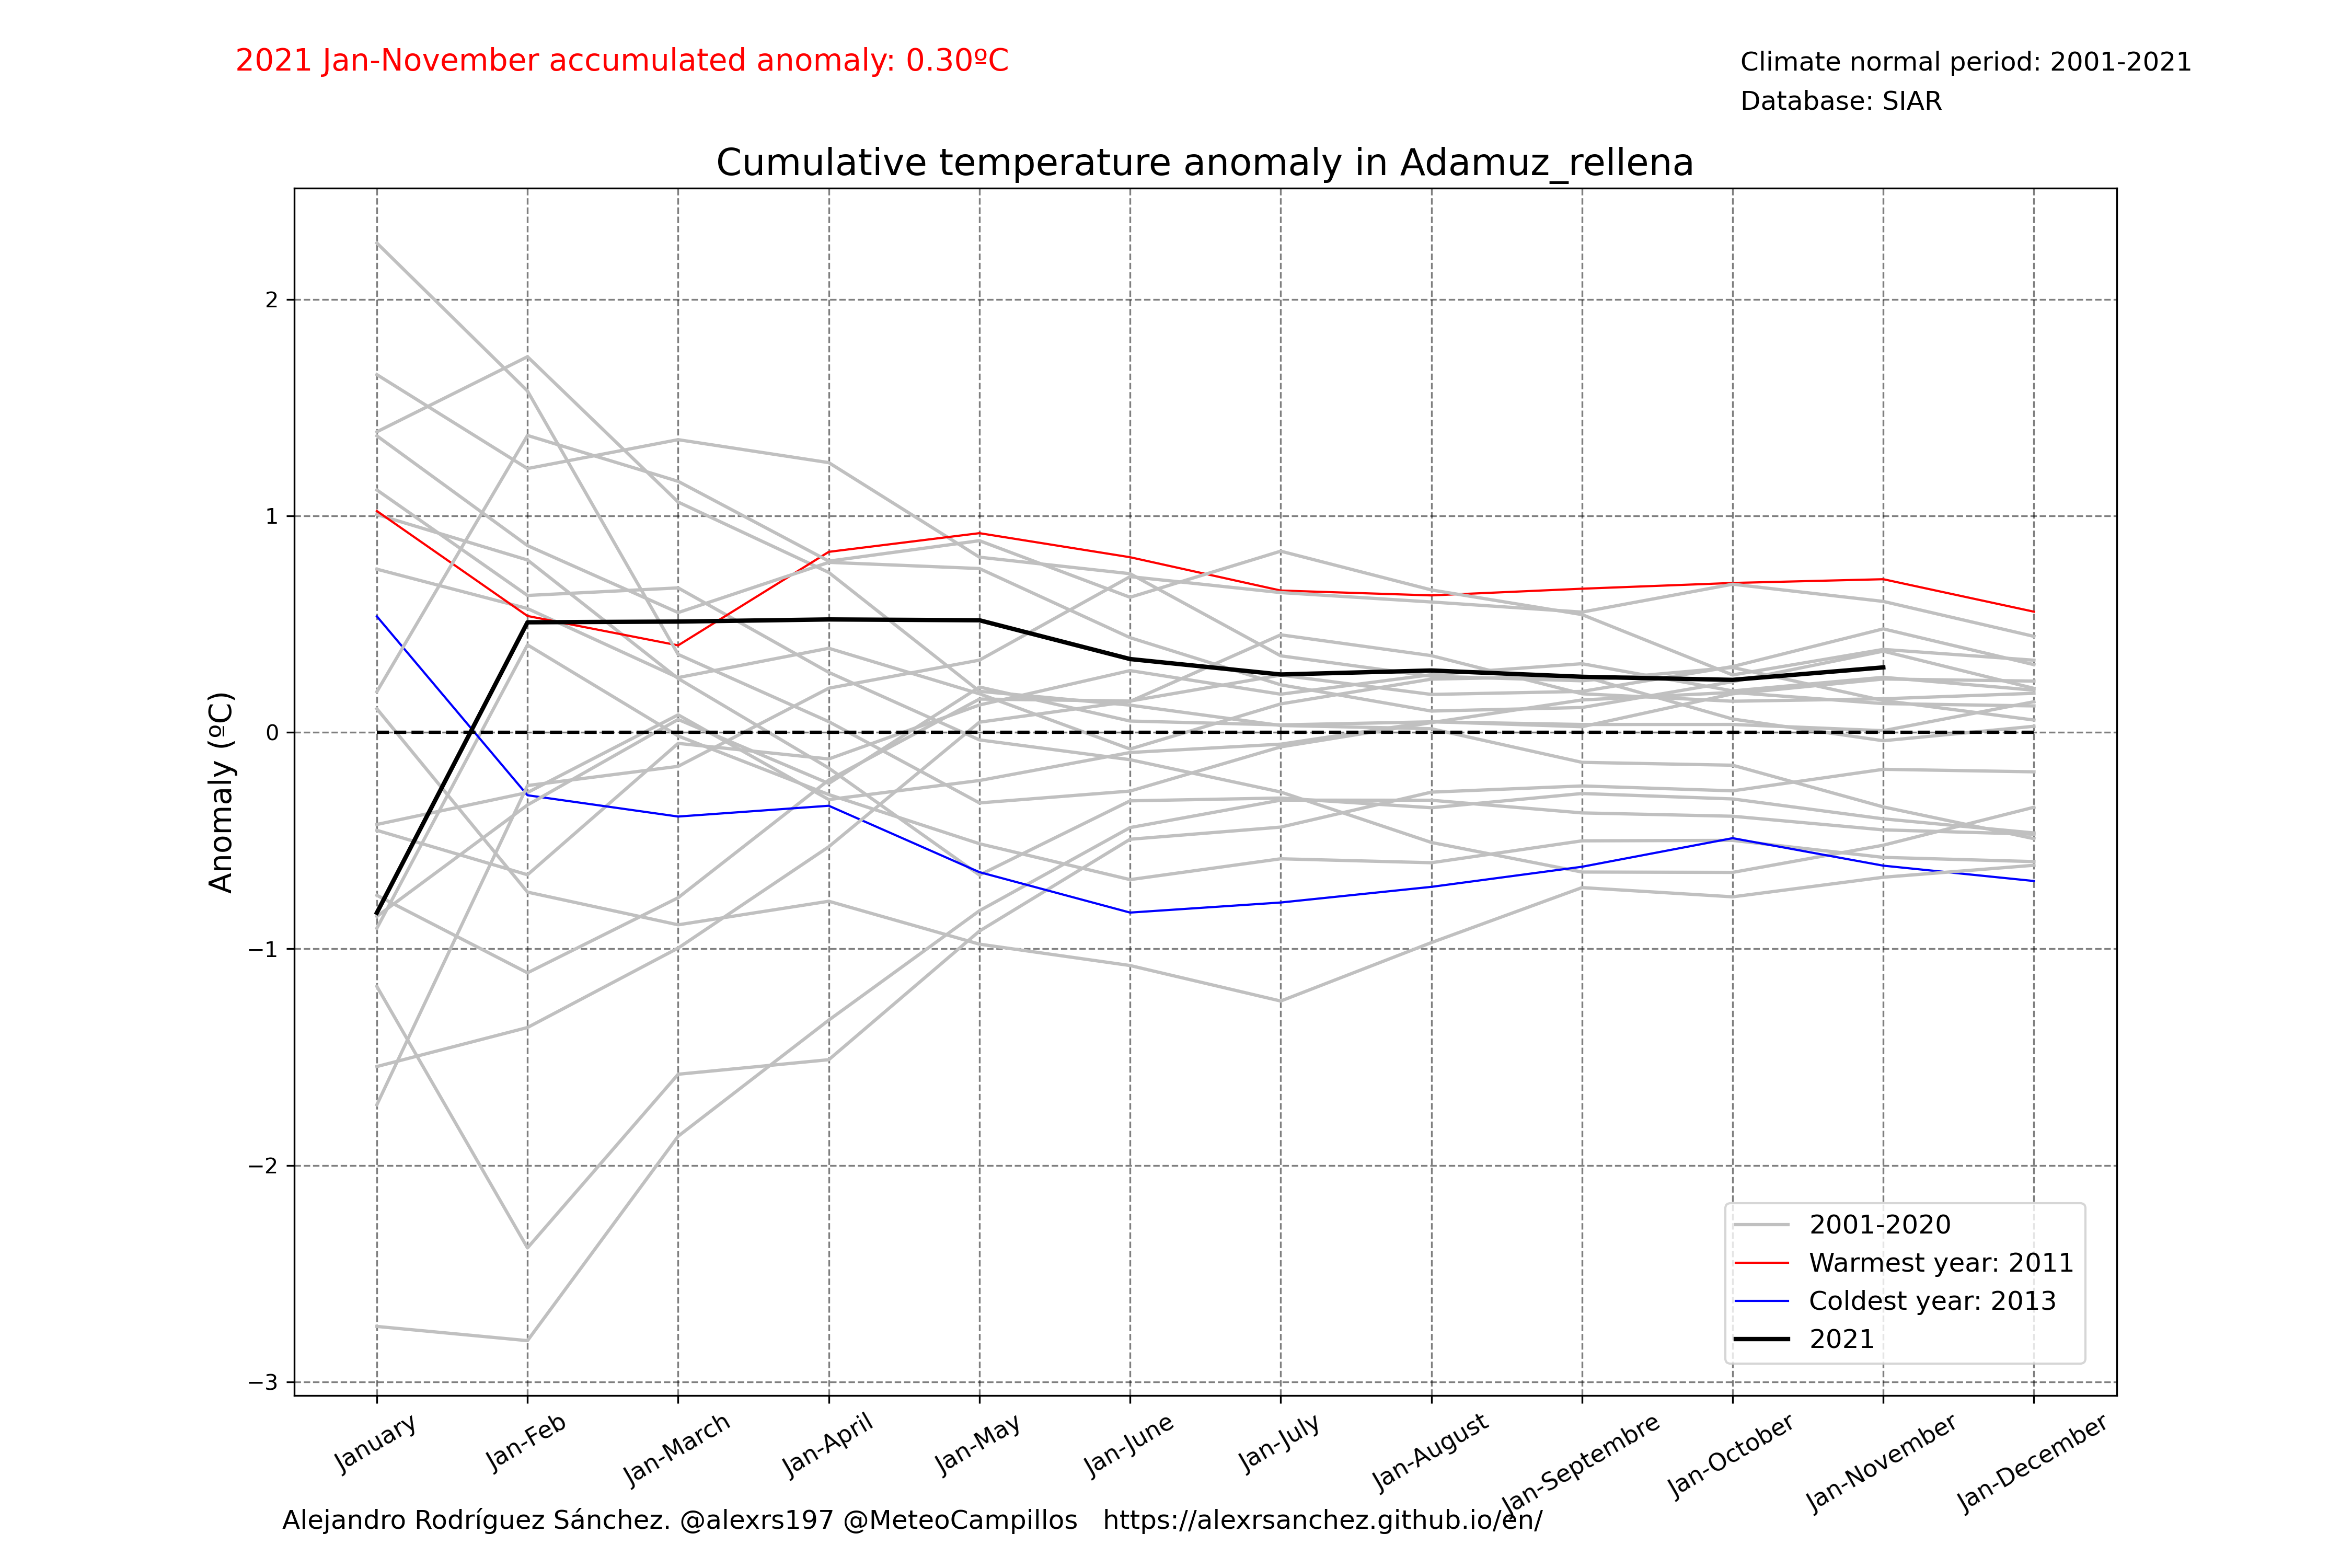 2021 Jan-November accumulated anomaly: 0.30ºC
Climate normal period: 2001-2021
Database: SIAR
Cumulative temperature anomaly in Adamuz_rellena
Anomaly (ºC)
2
1
0
−1
−2
−3
2001-2020
Warmest year: 2011
Coldest year: 2013
2021
January
Jan-Feb
Jan-March
Jan-April
Jan-May
Jan-June
Jan-July
Jan-August
Jan-Septembre
Jan-October
Jan-November
Jan-December
Alejandro Rodríguez Sánchez. @alexrs197 @MeteoCampillos   https://alexrsanchez.github.io/en/